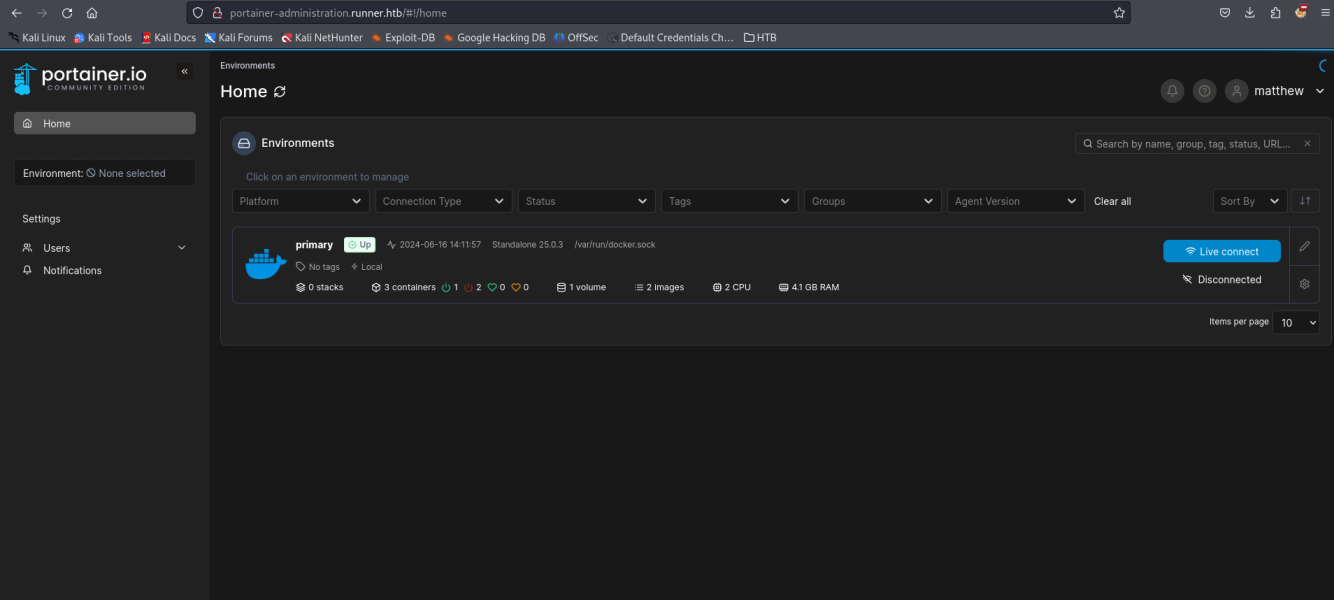 portainer-administration.runner.htb/#!/home
Kali Linux Kali Tools Kali Docs Kali Forums Kali NetHunter Exploit-DB Google Hacking DB OffSec Default Credentials Ch... HTB
portainer.io
COMMUNITY EDITION
Home
Environment: None selected
Settings
Users
Notifications
Environments
Home
matthew
Environments
Search by name, group, tag, status, URL...
Click on an environment to manage
Platform Connection Type Status Tags Groups Agent Version Clear all Sort By
primary Up 2024-06-16 14:11:57 Standalone 25.0.3 /var/run/docker.sock
Live connect
No tags Local
Disconnected
0 stacks 3 containers 1 2 0 0 1 volume 2 images 2 CPU 4.1 GB RAM
Items per page 10